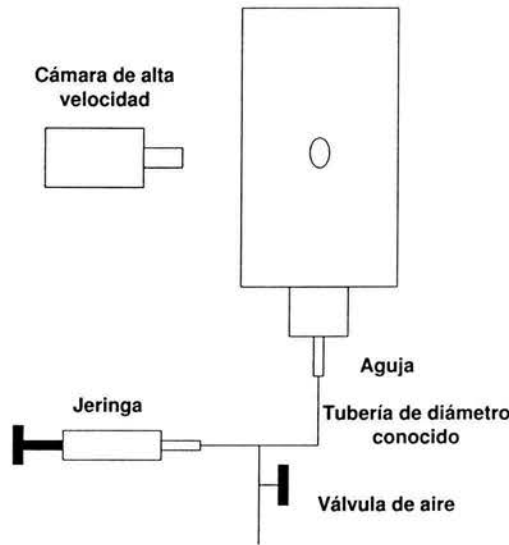 Cámara de alta
velocidad
Aguja
Jeringa
Tubería de diámetro
conocido
Válvula de aire